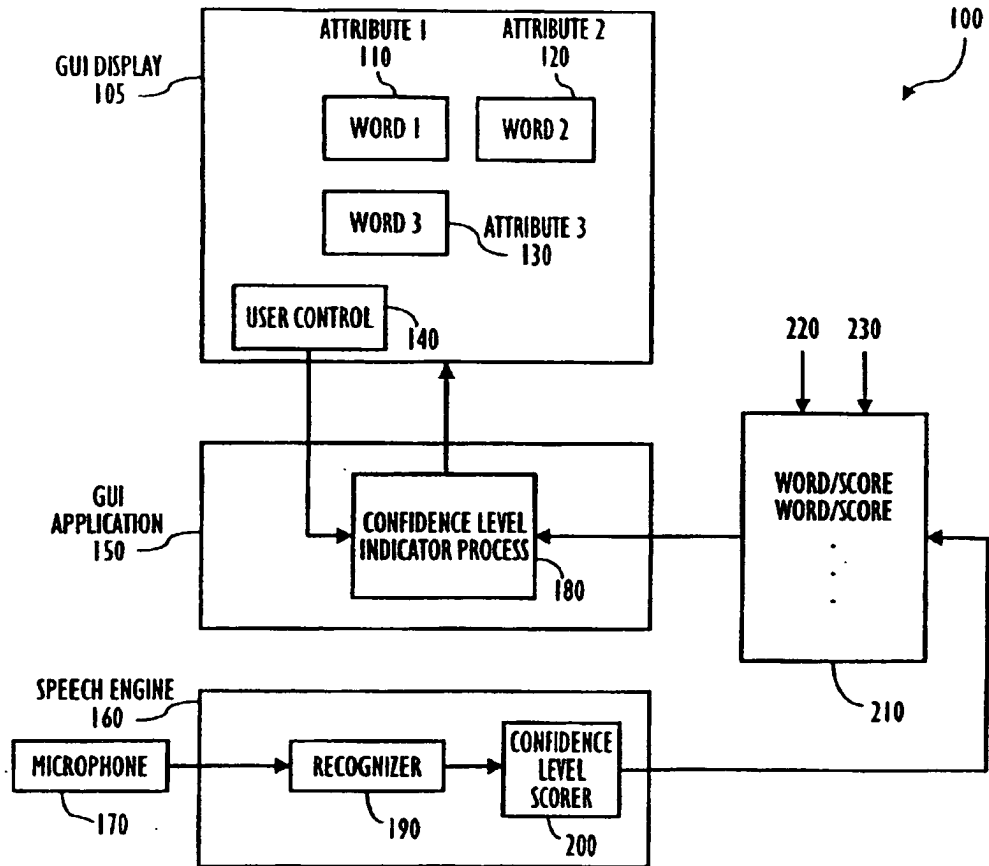 100
ATTRIBUTE 1
110
ATTRIBUTE 2
120
GUI DISPLAY
105
WORD 1
WORD 2
WORD 3
ATTRIBUTE 3
130
USER CONTROL
140
220
230
GUI
APPLICATION
150
CONFIDENCE LEVEL
INDICATOR PROCESS
180
WORD/SCORE
WORD/SCORE
210
SPEECH ENGINE
160
MICROPHONE
170
RECOGNIZER
190
CONFIDENCE
LEVEL
SCORER
200